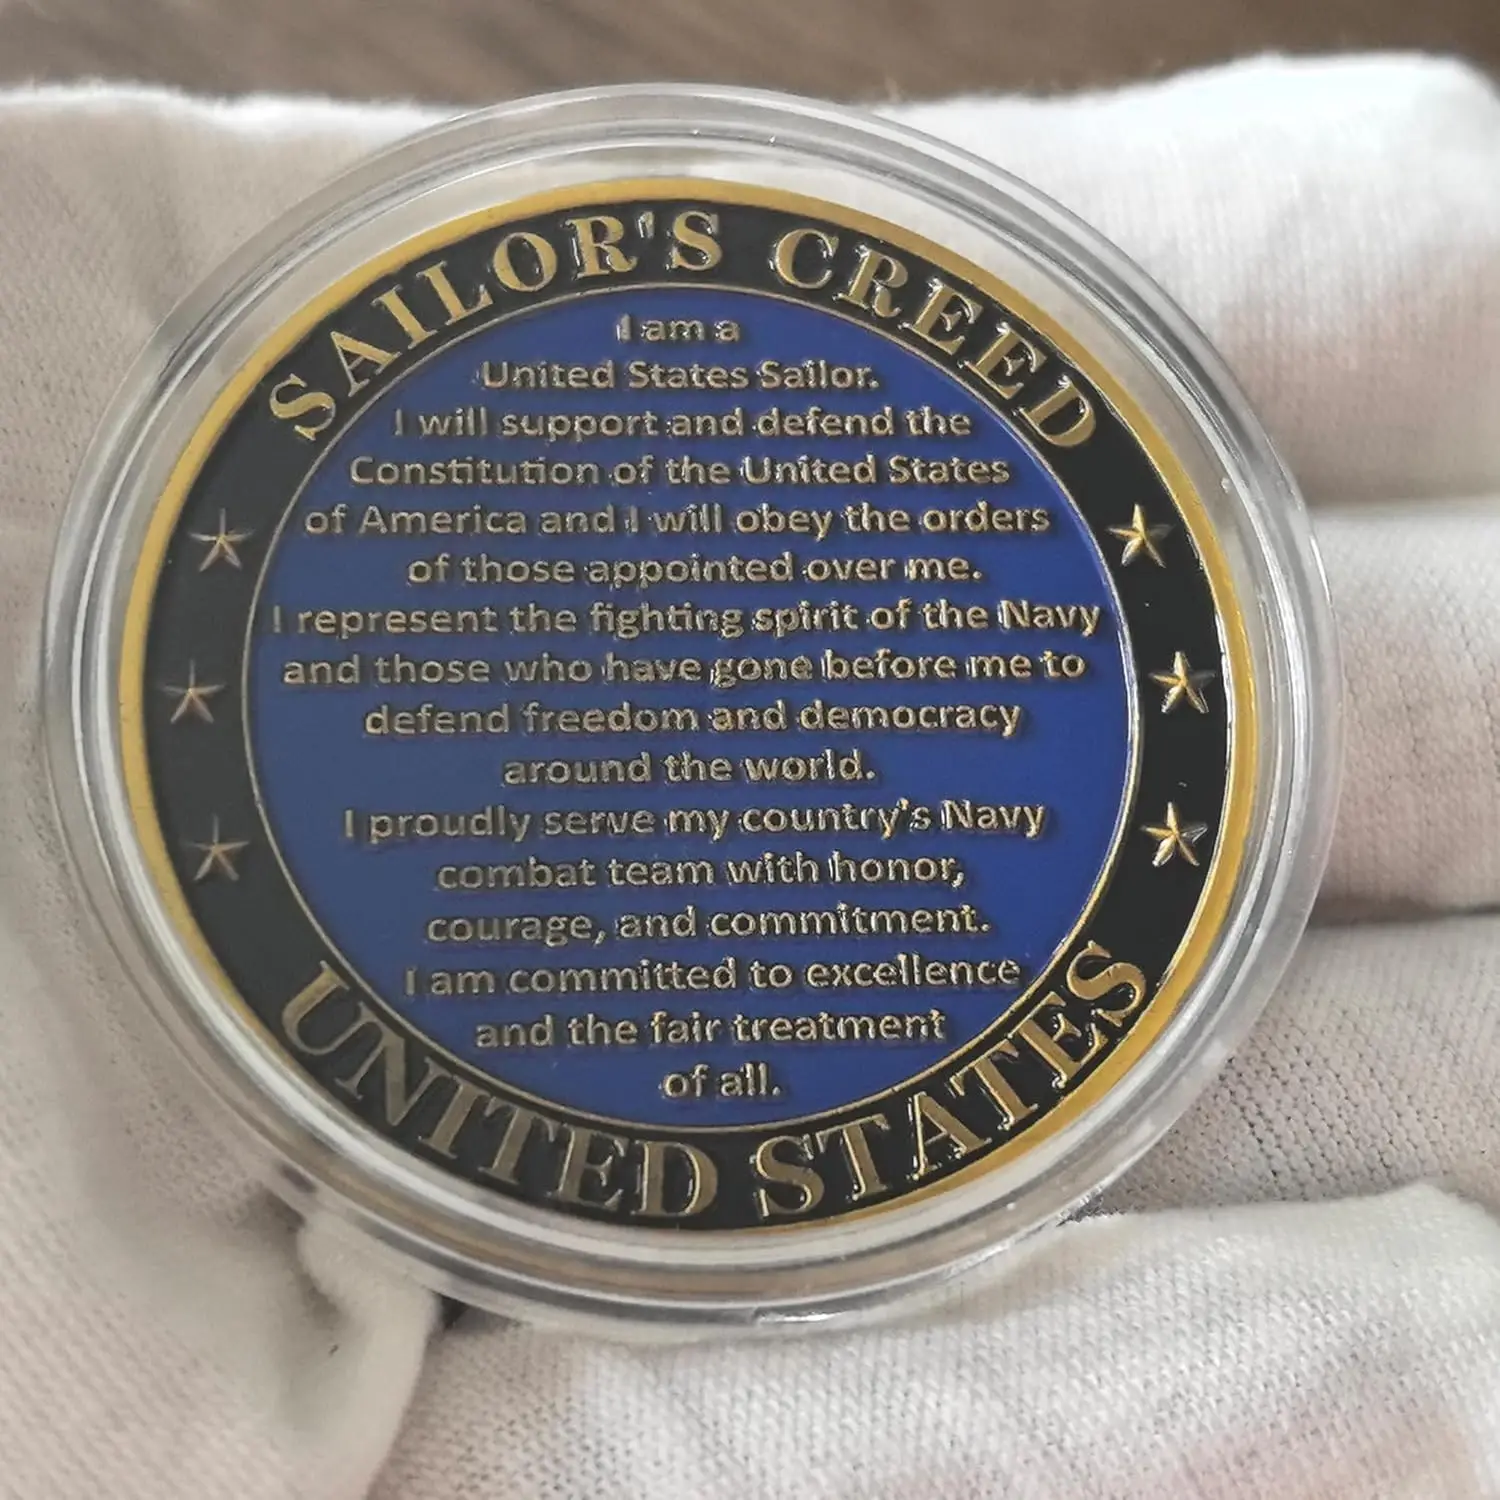 SAILOR'S CREED
I am a
United States Sailor.
I will support and defend the
Constitution of the United States
of America and I will obey the orders
of those appointed over me.
I represent the fighting spirit of the Navy
and those who have gone before me to
defend freedom and democracy
around the world.
I proudly serve my country's Navy
combat team with honor,
courage, and commitment.
I am committed to excellence
and the fair treatment
of all.
UNITED STATES